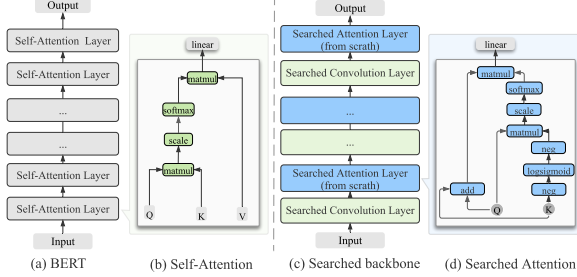 Output
Self-Attention Layer
Self-Attention Layer
...
...
Self-Attention Layer
Self-Attention Layer
Input
(a) BERT
linear
matmul
softmax
scale
matmul
Q
K
V
(b) Self-Attention
Output
Searched Attention Layer
(from scrath)
Searched Convolution Layer
...
...
Searched Attention Layer
(from scrath)
Searched Convolution Layer
Input
(c) Searched backbone
linear
matmul
softmax
scale
matmul
neg
logsigmoid
add
neg
Q
K
(d) Searched Attention